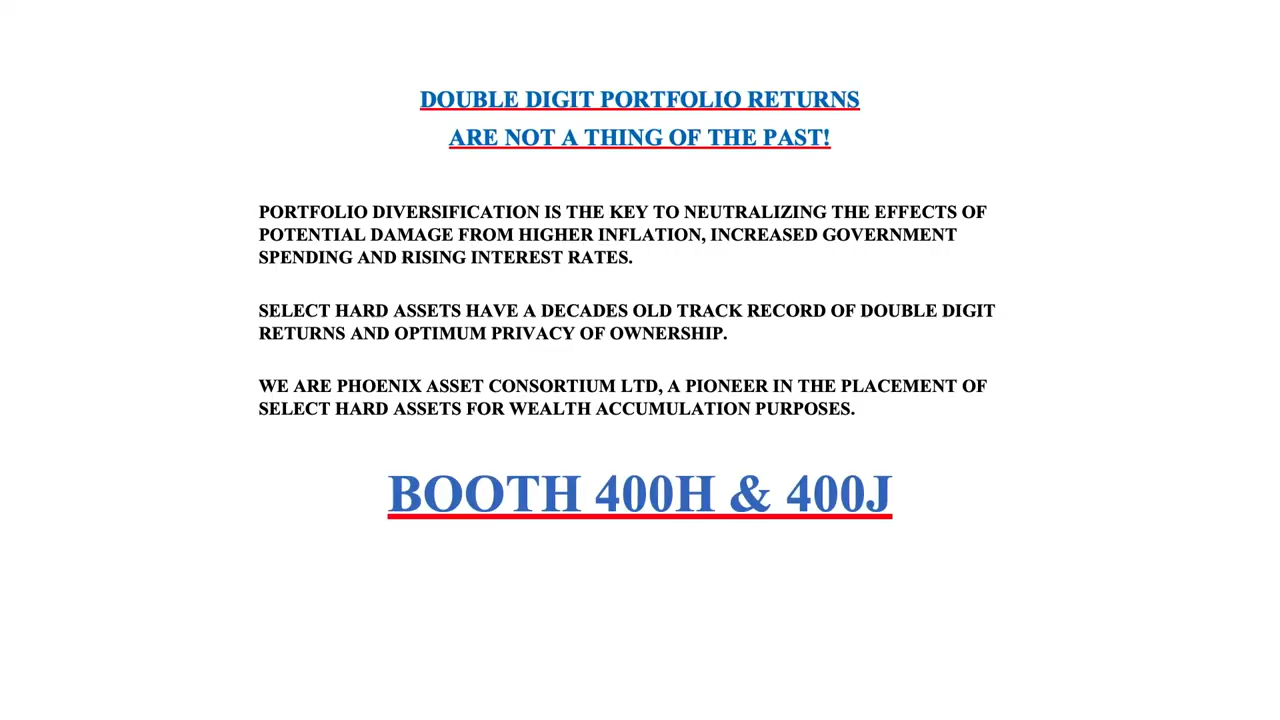 DOUBLE DIGIT PORTFOLIO RETURNS
ARE NOT A THING OF THE PAST!
PORTFOLIO DIVERSIFICATION IS THE KEY TO NEUTRALIZING THE EFFECTS OF
POTENTIAL DAMAGE FROM HIGHER INFLATION, INCREASED GOVERNMENT
SPENDING AND RISING INTEREST RATES.
SELECT HARD ASSETS HAVE A DECADES OLD TRACK RECORD OF DOUBLE DIGIT
RETURNS AND OPTIMUM PRIVACY OF OWNERSHIP.
WE ARE PHOENIX ASSET CONSORTIUM LTD, A PIONEER IN THE PLACEMENT OF
SELECT HARD ASSETS FOR WEALTH ACCUMULATION PURPOSES.
BOOTH 400H & 400J